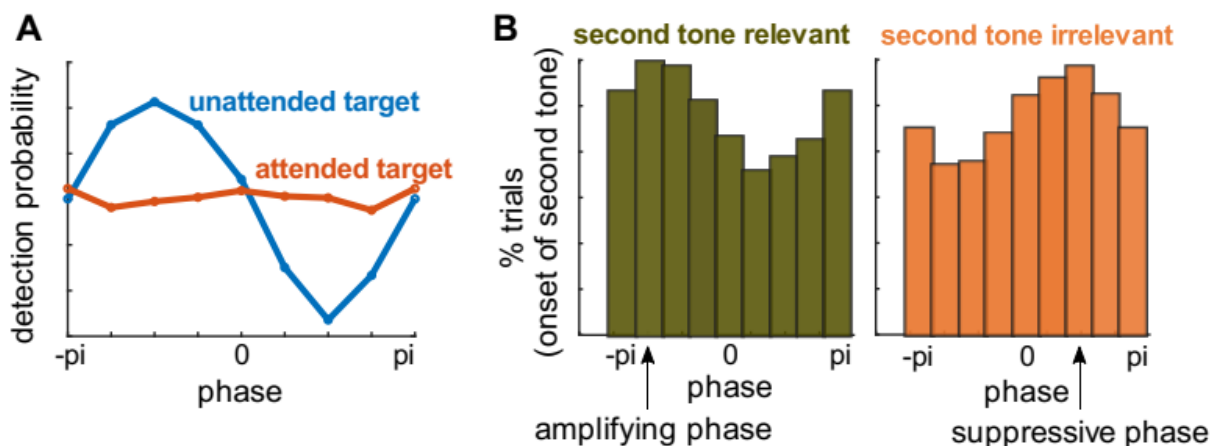 A
detection probability
unattended target
attended target
-pi
0
pi
phase
B
second tone relevant
second tone irrelevant
% trials
(onset of second tone)
-pi
0
pi
phase
amplifying phase
-pi
0
pi
phase
suppressive phase